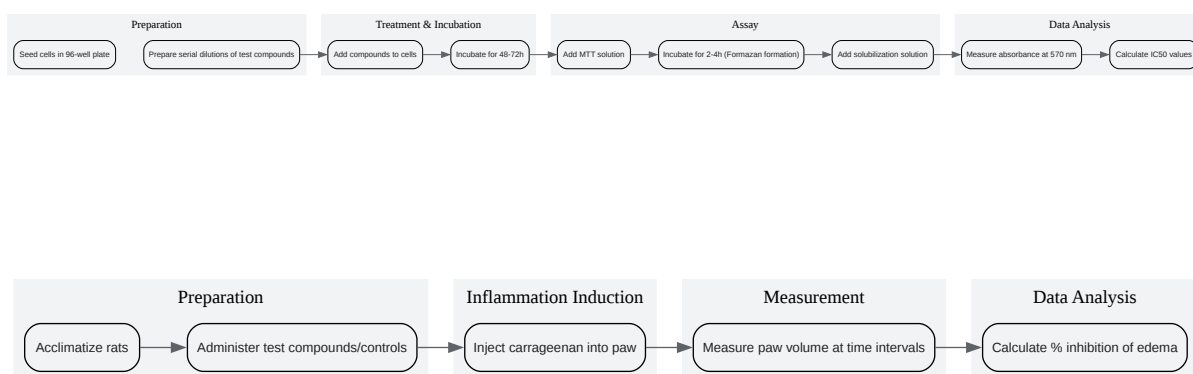 Preparation
Treatment & Incubation
Assay
Data Analysis
Seed cells in 96-well plate
Prepare serial dilutions of test compounds
Add compounds to cells
Incubate for 48-72h
Add MTT solution
Incubate for 2-4h (Formazan formation)
Add solubilization solution
Measure absorbance at 570 nm
Calculate IC50 values
Preparation
Inflammation Induction
Measurement
Data Analysis
Acclimatize rats
Administer test compounds/controls
Inject carrageenan into paw
Measure paw volume at time intervals
Calculate % inhibition of edema